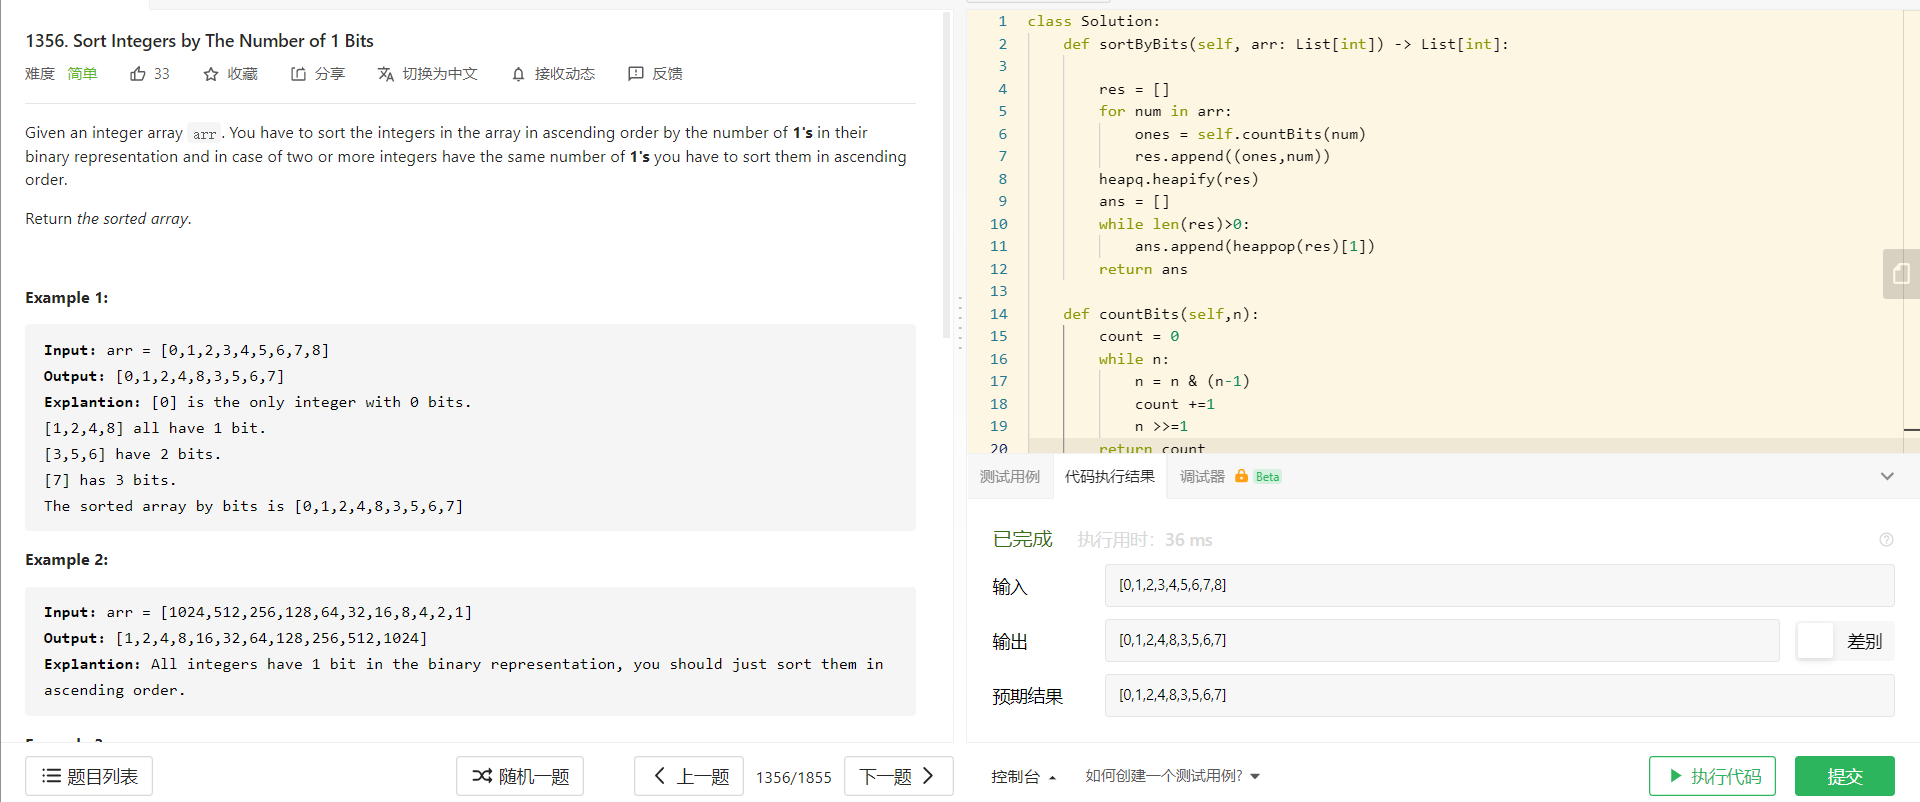 1356. Sort Integers by The Number of 1 Bits
难度 简单 33 收藏 分享 切换为中文 接收动态 反馈
Given an integer array arr. You have to sort the integers in the array in ascending order by the number of 1's in their
binary representation and in case of two or more integers have the same number of 1's you have to sort them in ascending
order.
Return the sorted array.
Example 1:
Input: arr = [0,1,2,3,4,5,6,7,8]
Output: [0,1,2,4,8,3,5,6,7]
Explantion: [0] is the only integer with 0 bits.
[1,2,4,8] all have 1 bit.
[3,5,6] have 2 bits.
[7] has 3 bits.
The sorted array by bits is [0,1,2,4,8,3,5,6,7]
Example 2:
Input: arr = [1024,512,256,128,64,32,16,8,4,2,1]
Output: [1,2,4,8,16,32,64,128,256,512,1024]
Explantion: All integers have 1 bit in the binary representation, you should just sort them in
ascending order.
题目列表 随机一题 上一题 1356/1855 下一题
1 class Solution:
2 def sortByBits(self, arr: List[int]) -> List[int]:
3
4 res = []
5 for num in arr:
6 ones = self.countBits(num)
7 res.append((ones,num))
8 heapq.heapify(res)
9 ans = []
10 while len(res)>0:
11 ans.append(heappop(res)[1])
12 return ans
13
14 def countBits(self,n):
15 count = 0
16 while n:
17 n = n & (n-1)
18 count +=1
19 n >>=1
20 return count
测试用例 代码执行结果 调试器 Beta
已完成 执行用时: 36 ms
输入 [0,1,2,3,4,5,6,7,8]
输出 [0,1,2,4,8,3,5,6,7] 差别
预期结果 [0,1,2,4,8,3,5,6,7]
控制台 如何创建一个测试用例? 执行代码 提交